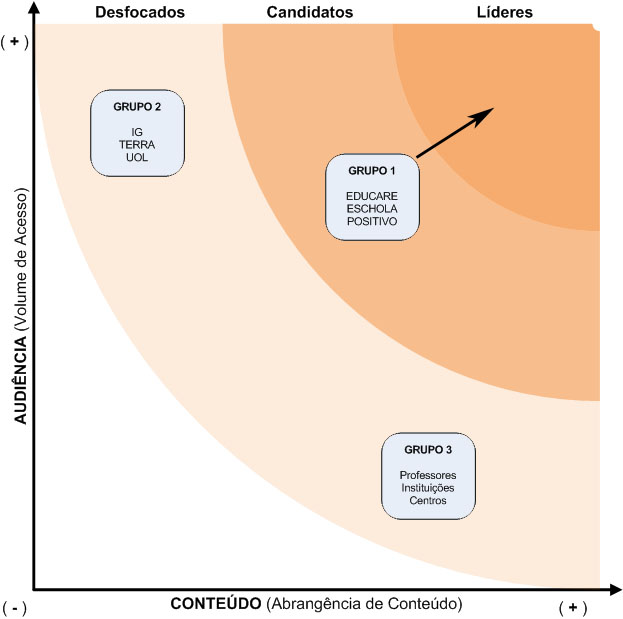 Desfocados
Candidatos
Líderes
( + )
GRUPO 2
IG
TERRA
UOL
GRUPO 1
EDUCARE
ESCHOLA
POSITIVO
AUDIÊNCIA (Volume de Acesso)
GRUPO 3
Professores
Instituições
Centros
( - )
CONTEÚDO (Abrangência de Conteúdo)
( + )